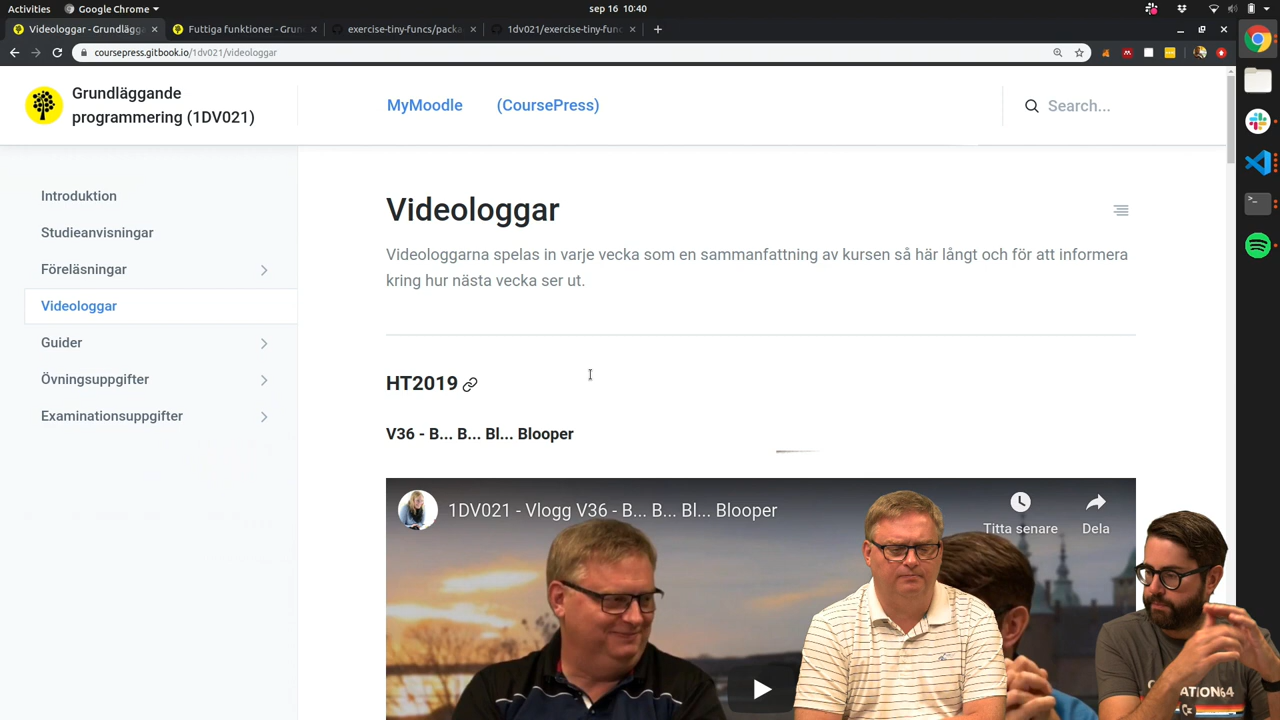 Activities
Google Chrome
sep 16 10:40
Videologgar - Grundlägg
Futtiga funktioner - Grun
exercise-tiny-funcs/packa
1dv021/exercise-tiny-func
coursepress.gitbook.io/1dv021/videologgar
Grundläggande
programmering (1DV021)
MyMoodle
(CoursePress)
Search...
Introduktion
Studieanvisningar
Föreläsningar
Videologgar
Guider
Övningsuppgifter
Examinationsuppgifter
Videologgar
Videologgarna spelas in varje vecka som en sammanfattning av kursen så här långt och för att informera
kring hur nästa vecka ser ut.
HT2019
V36 - B... B... Bl... Blooper
1DV021 - Vlogg V36 - B... B... Bl... Blooper
Titta senare
Dela
ATION64